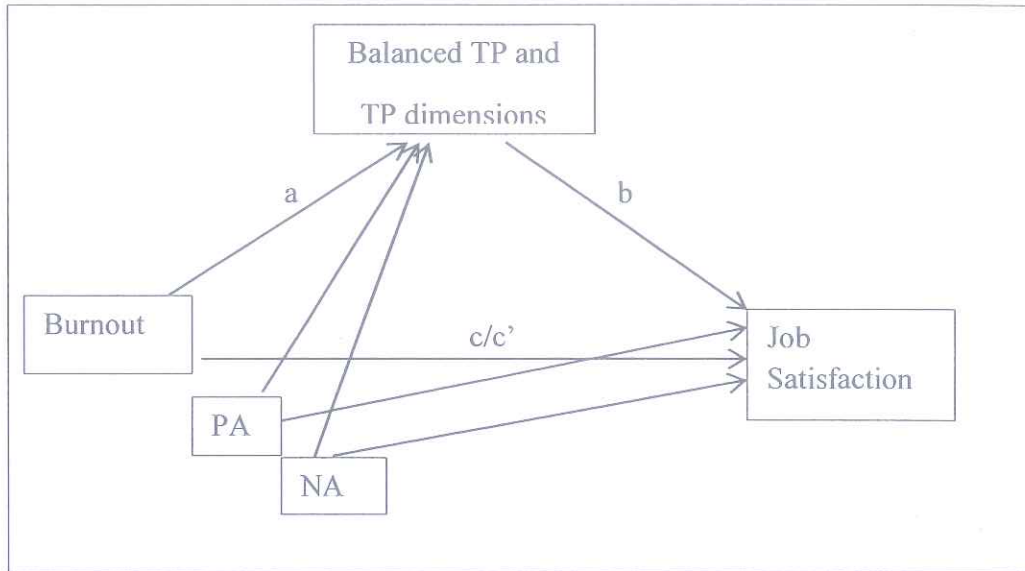 Balanced TP and
TP dimensions
a
b
Burnout
c/c’
Job
Satisfaction
PA
NA